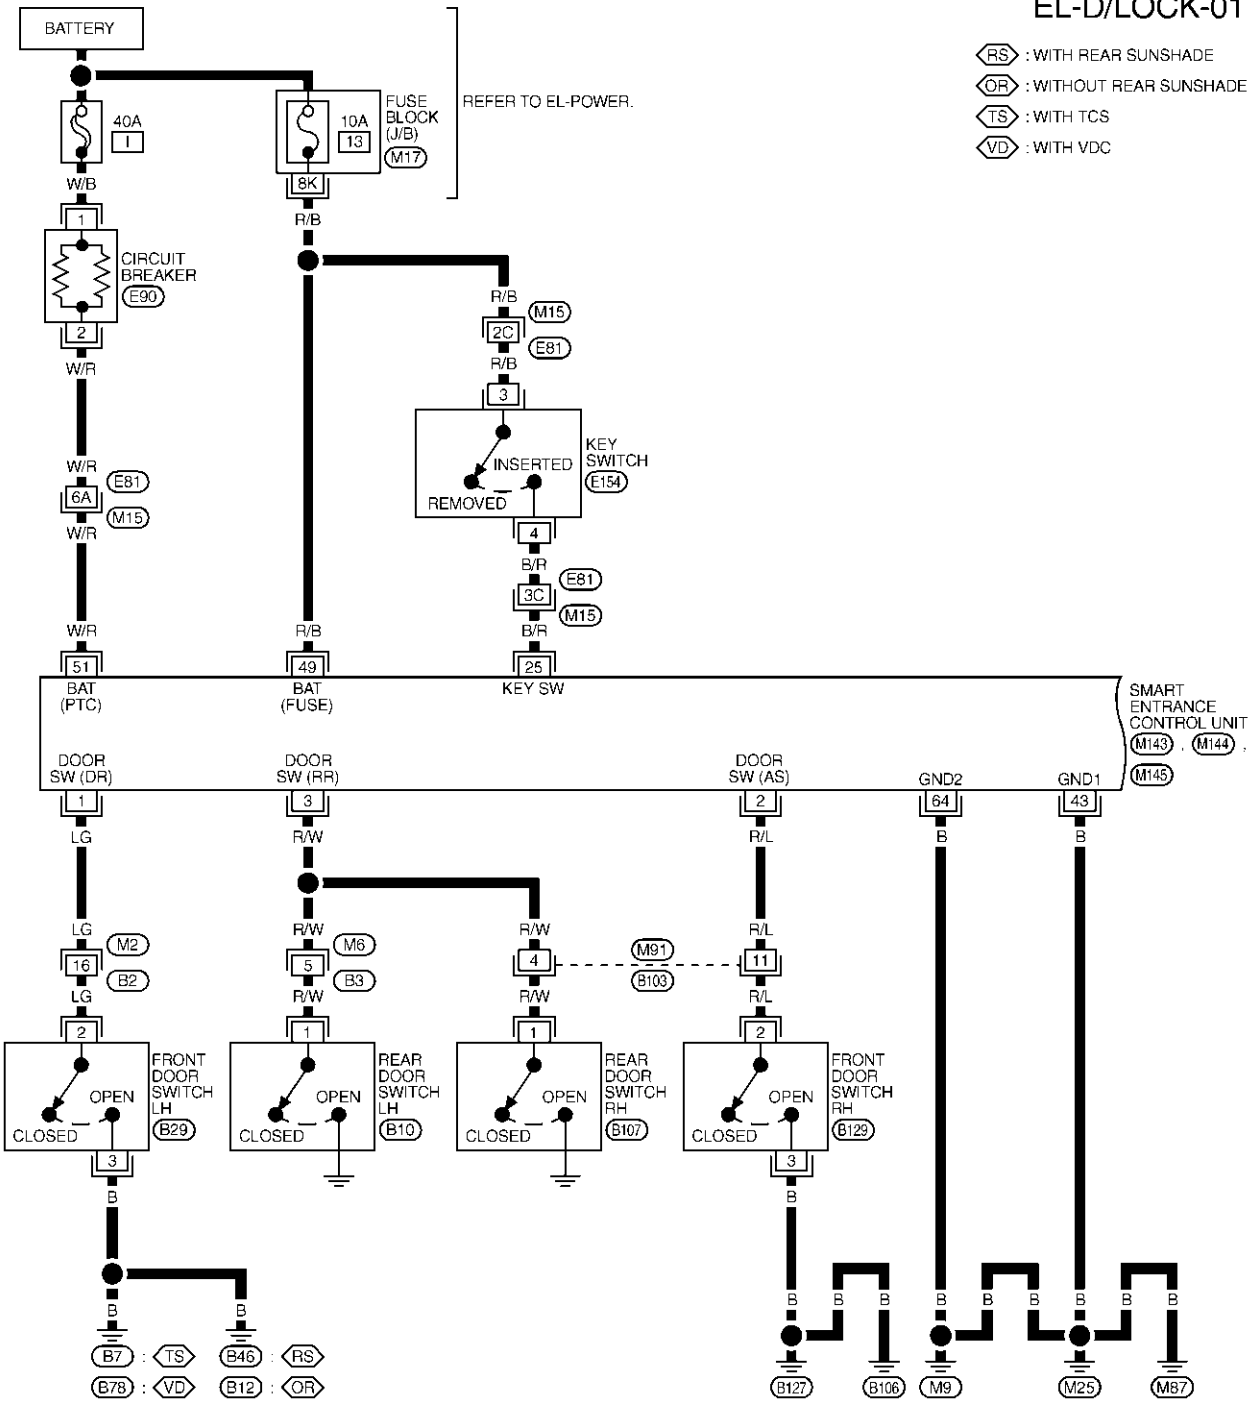 EL-D/LOCK-01
BATTERY
RS : WITH REAR SUNSHADE
OR : WITHOUT REAR SUNSHADE
TS : WITH TCS
VD : WITH VDC
REFER TO EL-POWER.
40A
I
10A
13
FUSE
BLOCK
(J/B)
M17
8K
W/B
R/B
1
CIRCUIT
BREAKER
E90
2
W/R
R/B
M15
2C
E81
R/B
3
KEY
SWITCH
E154
INSERTED
REMOVED
4
W/R
E81
6A
M15
W/R
B/R
E81
3C
M15
W/R
R/B
B/R
51
49
25
BAT
(PTC)
BAT
(FUSE)
KEY SW
SMART
ENTRANCE
CONTROL UNIT
M143 , M144 ,
M145
DOOR
SW (DR)
DOOR
SW (RR)
DOOR
SW (AS)
GND2
GND1
1
3
2
64
43
LG
R/W
R/L
B
B
LG
R/W
R/W
R/L
M2
16
B2
M6
5
B3
4
M91
B103
11
LG
R/W
R/W
R/L
2
1
1
2
FRONT
DOOR
SWITCH
LH
B29
OPEN
CLOSED
REAR
DOOR
SWITCH
LH
B10
OPEN
CLOSED
REAR
DOOR
SWITCH
RH
B107
OPEN
CLOSED
FRONT
DOOR
SWITCH
RH
B129
OPEN
CLOSED
3
3
B
B
B
B
B
B
B
B
B
B
B
B
B
B7 : TS
B46 : RS
B78 : VD
B12 : OR
B127
B106
M9
M25
M87